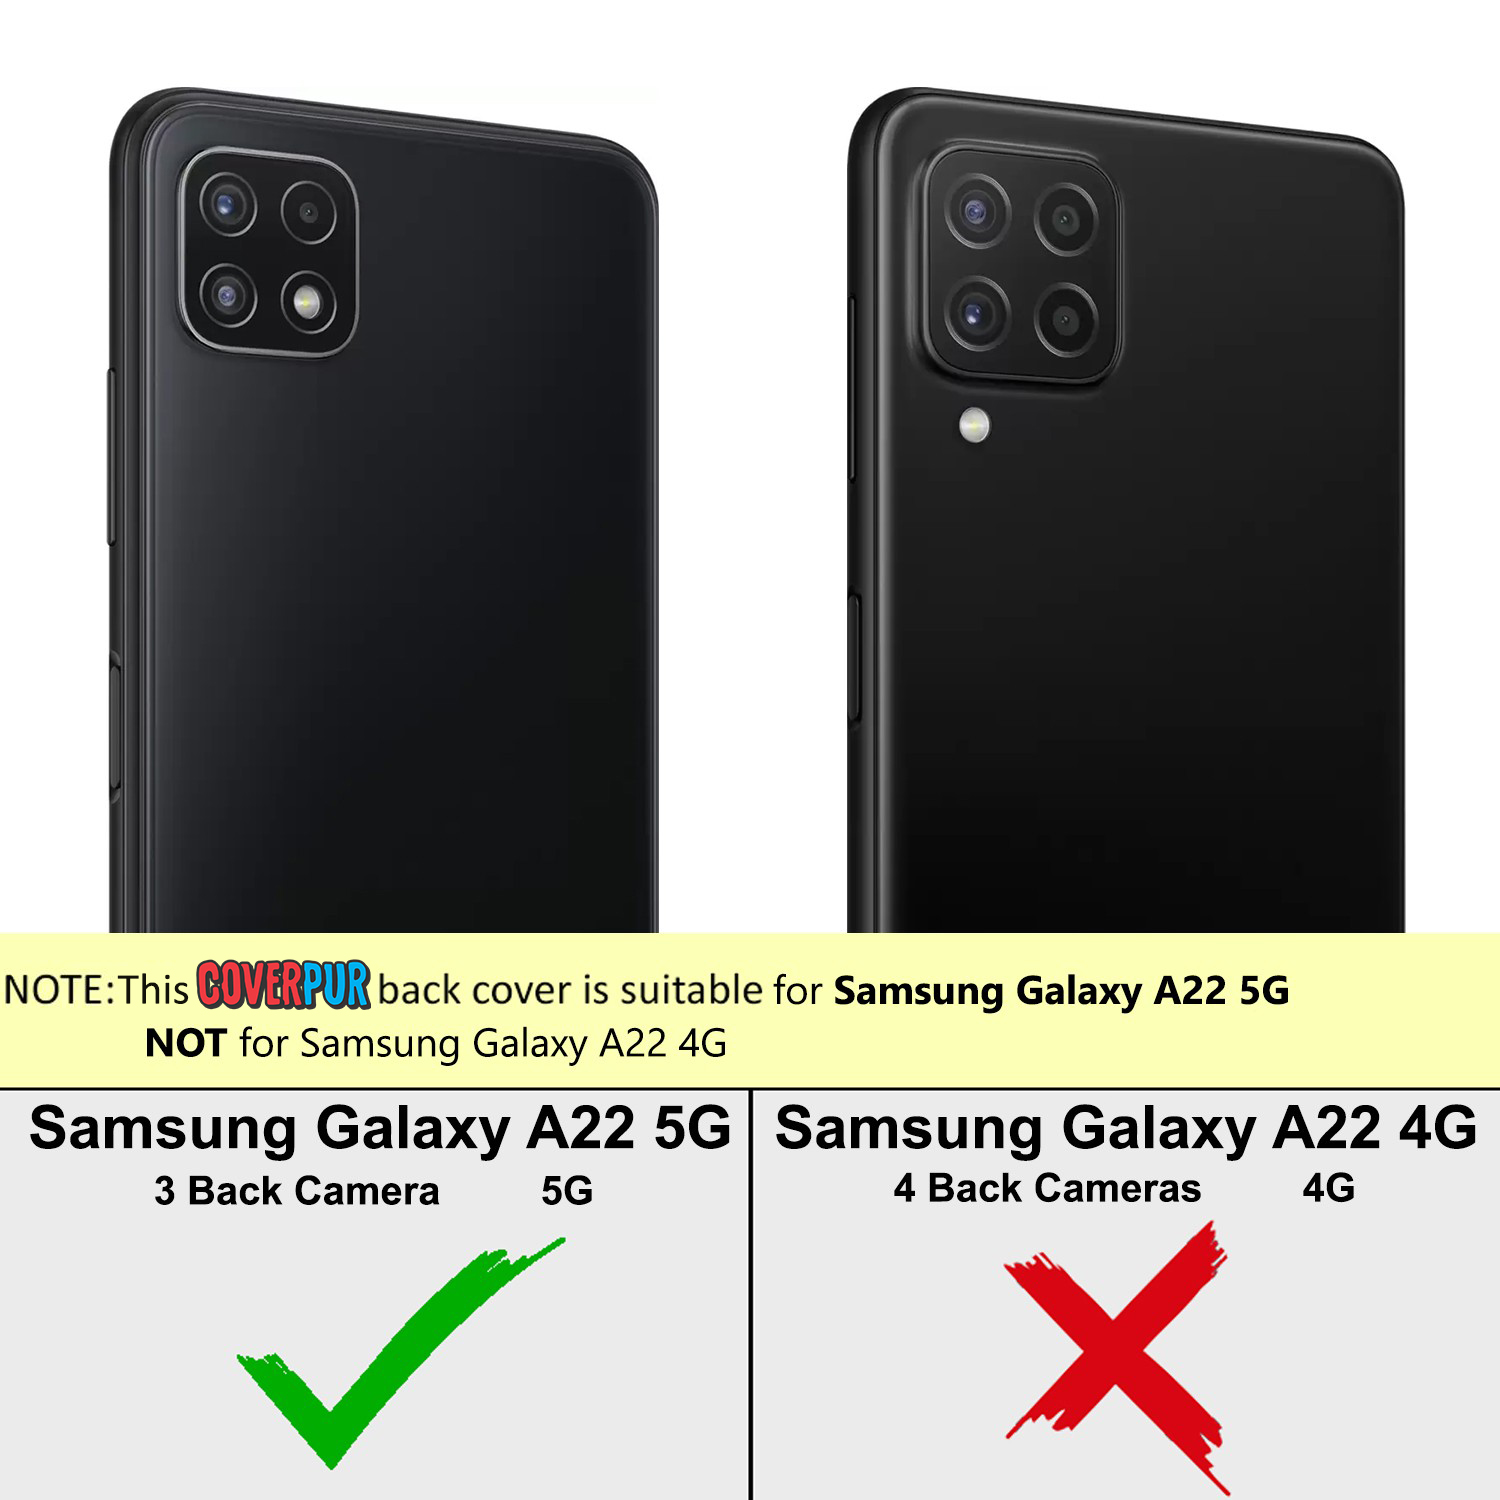 NOTE: This COVERPUR back cover is suitable for Samsung Galaxy A22 5G
NOT for Samsung Galaxy A22 4G
Samsung Galaxy A22 5G
3 Back Camera 5G
Samsung Galaxy A22 4G
4 Back Cameras 4G